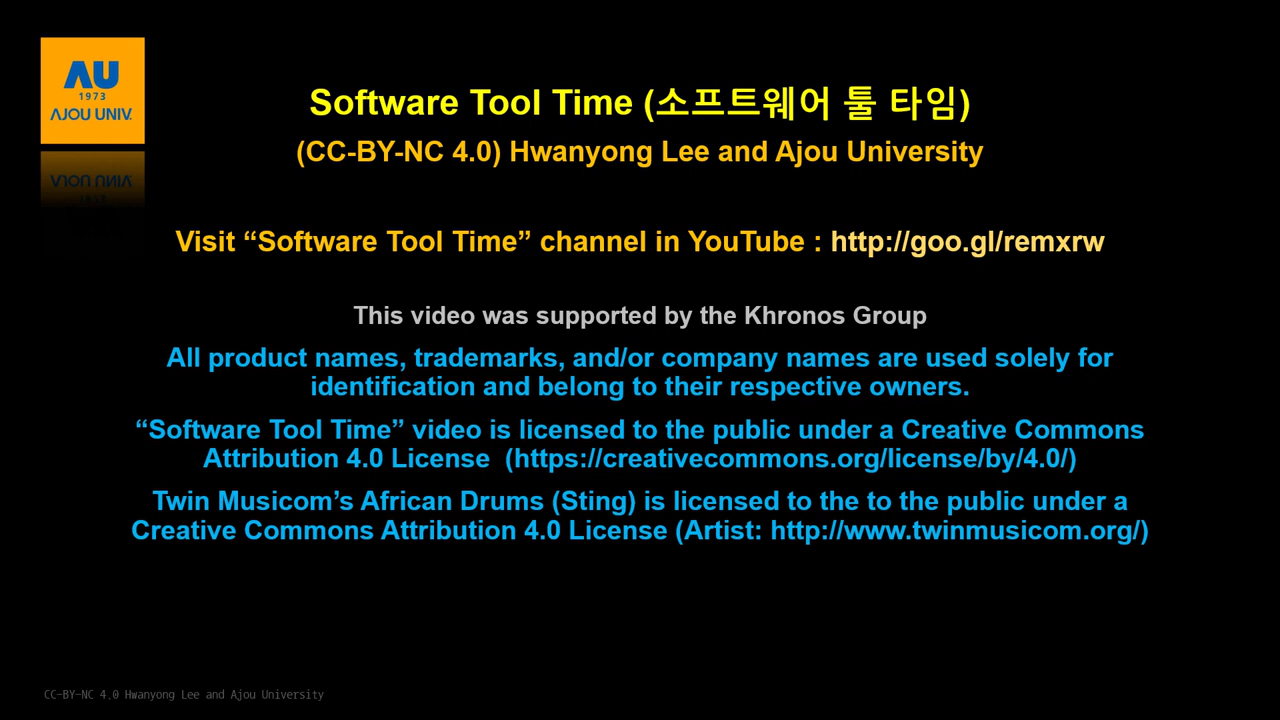 AU
1973
AJOU UNIV.
Software Tool Time (소프트웨어 툴 타임)
(CC-BY-NC 4.0) Hwanyong Lee and Ajou University
Visit “Software Tool Time” channel in YouTube : http://goo.gl/remxrw
This video was supported by the Khronos Group
All product names, trademarks, and/or company names are used solely for
identification and belong to their respective owners.
“Software Tool Time” video is licensed to the public under a Creative Commons
Attribution 4.0 License  (https://creativecommons.org/license/by/4.0/)
Twin Musicom’s African Drums (Sting) is licensed to the to the public under a
Creative Commons Attribution 4.0 License (Artist: http://www.twinmusicom.org/)
CC-BY-NC 4.0 Hwanyong Lee and Ajou University